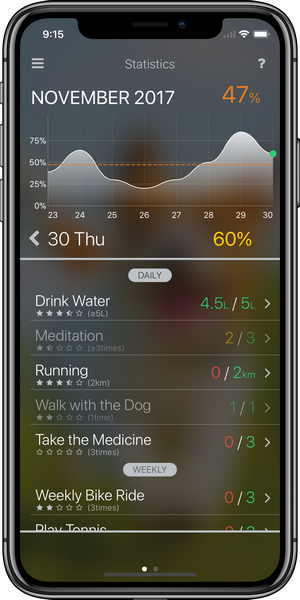 9:15
Statistics ?
NOVEMBER 2017 47%
75%
50%
25%
0%
23 24 25 26 27 28 29 30
30 Thu 60%
DAILY
Drink Water 4.5L / 5L
(≥5L)
Meditation 2 / 3
(≥3times)
Running 0 / 2km
(2km)
Walk with the Dog 1 / 1
(1time)
Take the Medicine 0 / 3
(3times)
WEEKLY
Weekly Bike Ride 0 / 3
(3times)
Play Tennis 0 / 2